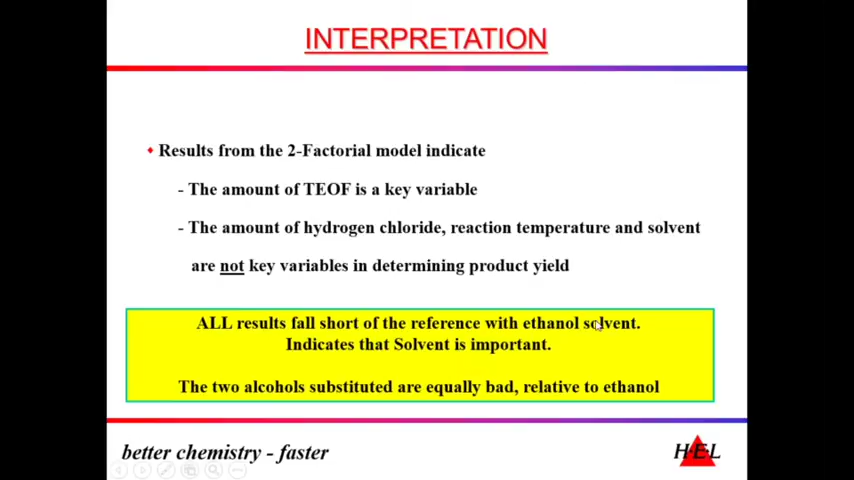 INTERPRETATION
Results from the 2-Factorial model indicate
- The amount of TEOF is a key variable
- The amount of hydrogen chloride, reaction temperature and solvent
are not key variables in determining product yield
ALL results fall short of the reference with ethanol solvent.
Indicates that Solvent is important.
The two alcohols substituted are equally bad, relative to ethanol
better chemistry - faster
HEL